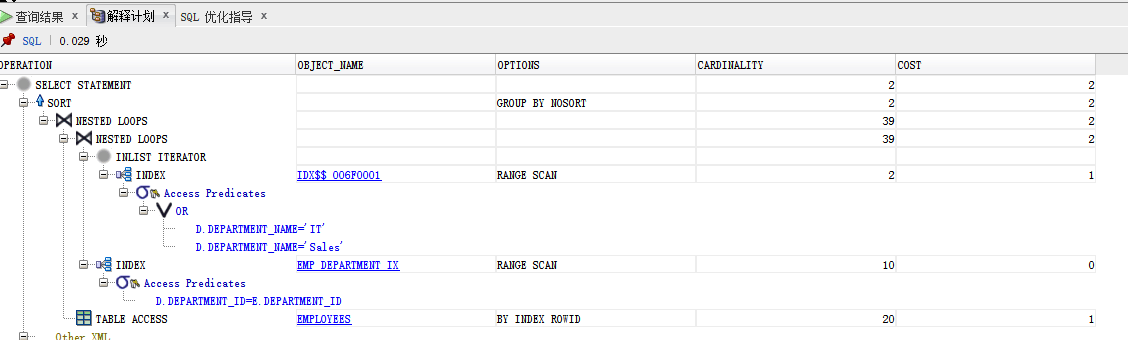 查询结果 x 解释计划 x SQL 优化指导 x
SQL | 0.029 秒
OPERATION OBJECT_NAME OPTIONS CARDINALITY COST
SELECT STATEMENT 2 2
SORT GROUP BY NOSORT 2 2
NESTED LOOPS 39 2
NESTED LOOPS 39 2
INLIST ITERATOR
INDEX IDX$$_006F0001 RANGE SCAN 2 1
Access Predicates
OR
D.DEPARTMENT_NAME='IT'
D.DEPARTMENT_NAME='Sales'
INDEX EMP_DEPARTMENT_IX RANGE SCAN 10 0
Access Predicates
D.DEPARTMENT_ID=E.DEPARTMENT_ID
TABLE ACCESS EMPLOYEES BY INDEX ROWID 20 1
Other XML